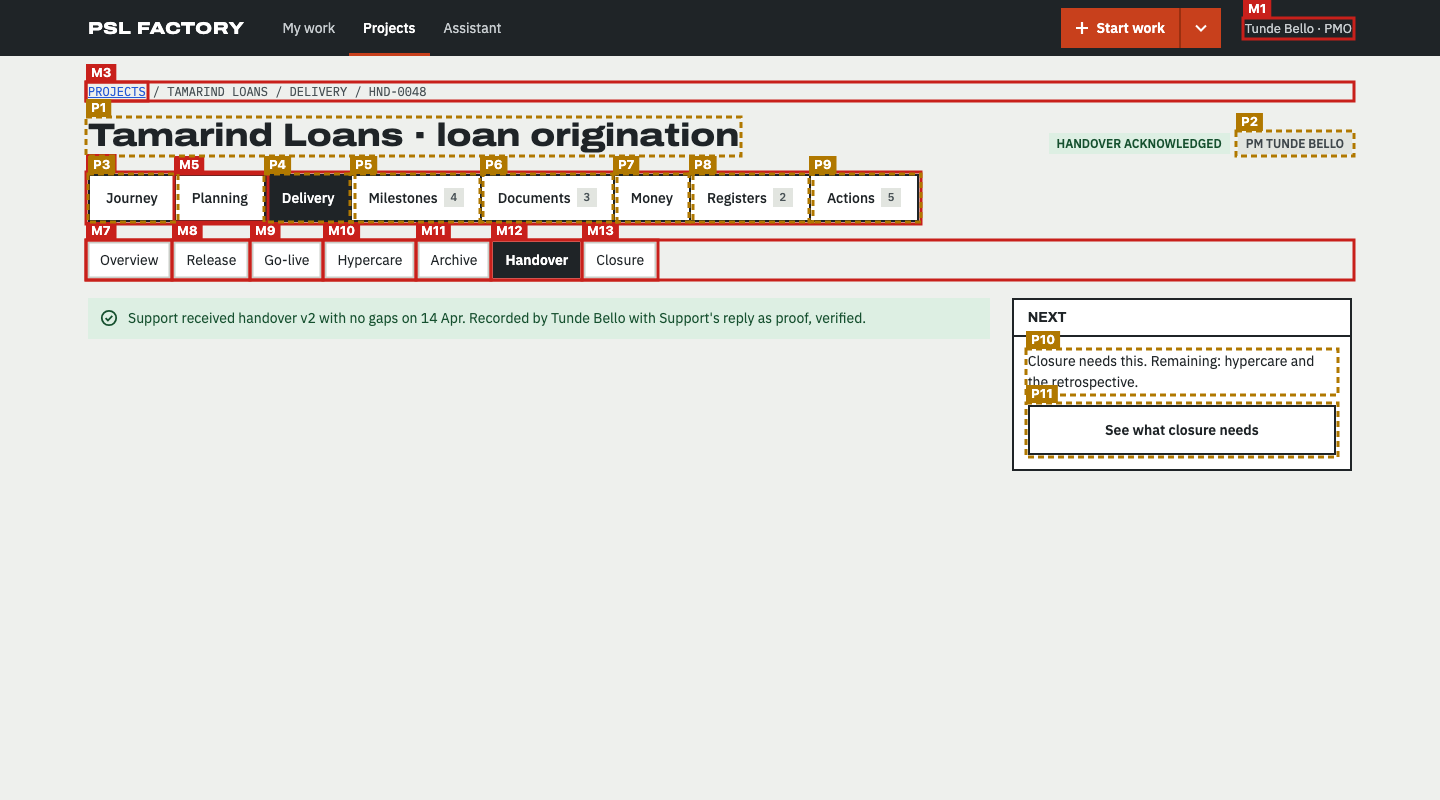 M1
PSL FACTORY
My work
Projects
Assistant
Start work
Tunde Bello · PMO
M3
PROJECTS / TAMARIND LOANS / DELIVERY / HND-0048
P1
Tamarind Loans · loan origination
P2
HANDOVER ACKNOWLEDGED
PM TUNDE BELLO
P3
M5
P4
P5
P6
P7
P8
P9
Journey
Planning
Delivery
Milestones 4
Documents 3
Money
Registers 2
Actions 5
M7
M8
M9
M10
M11
M12
M13
Overview
Release
Go-live
Hypercare
Archive
Handover
Closure
Support received handover v2 with no gaps on 14 Apr. Recorded by Tunde Bello with Support's reply as proof, verified.
NEXT
P10
Closure needs this. Remaining: hypercare and
the retrospective.
P11
See what closure needs